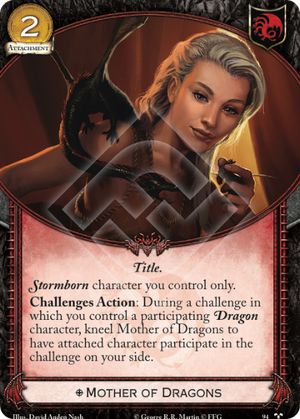 2
Attachment
Title.
Stormborn character you control only.
Challenges Action: During a challenge in
which you control a participating Dragon
character, kneel Mother of Dragons to
have attached character participate in the
challenge on your side.
Mother of Dragons
Illus. David Auden Nash © George R.R. Martin © FFG 94